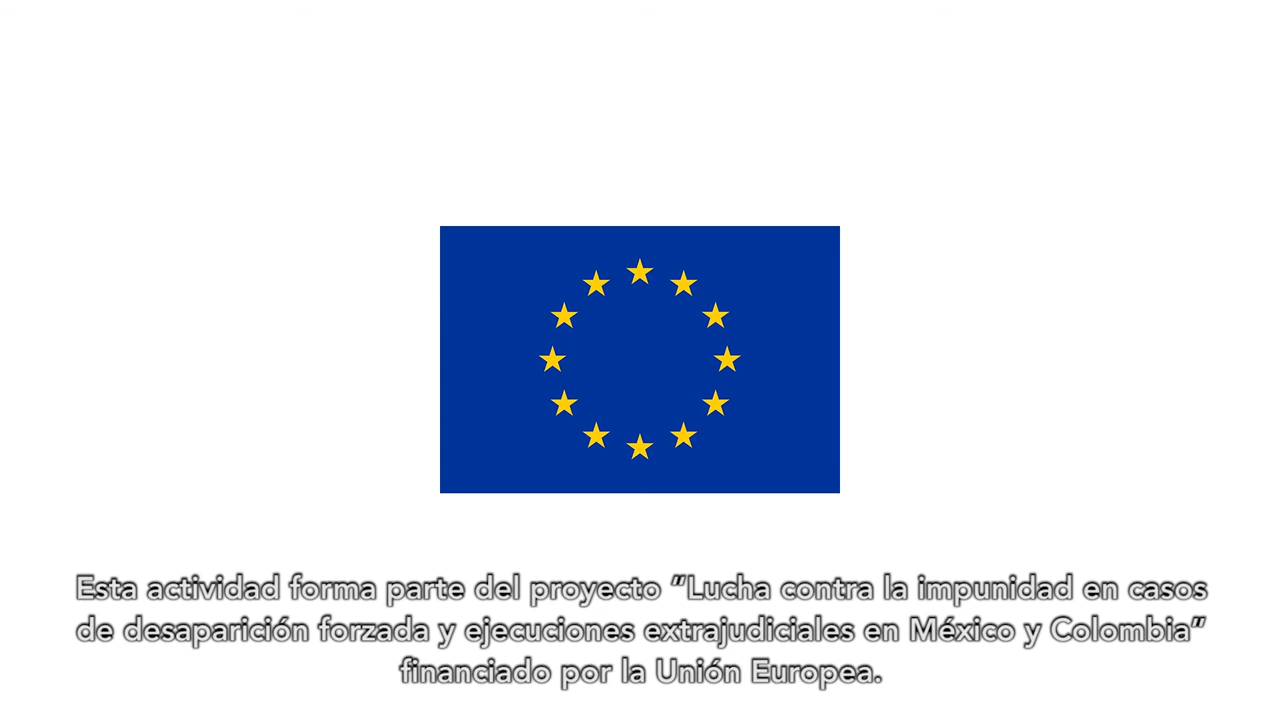 Esta actividad forma parte del proyecto "Lucha contra la impunidad en casos
de desaparición forzada y ejecuciones extrajudiciales en México y Colombia"
financiado por la Unión Europea.